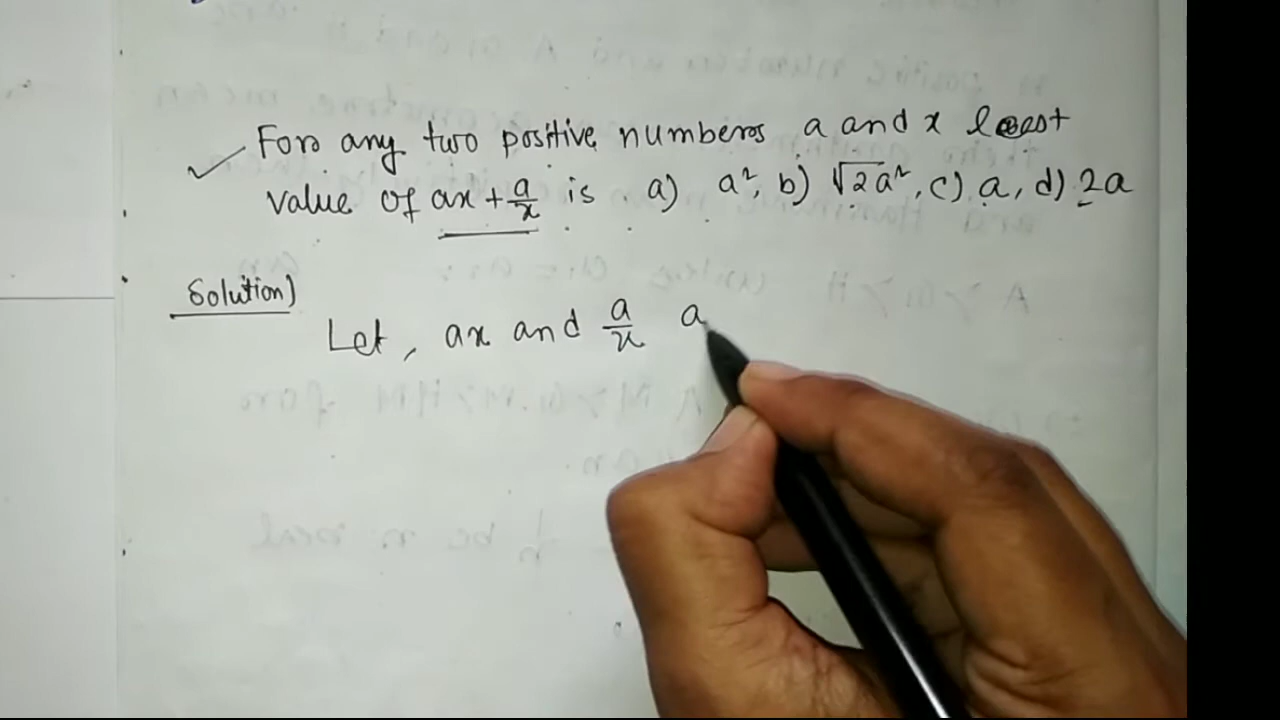 For any two positive numbers a and x least
value of ax + a/x is a) a², b) √2a², c) a, d) 2a
Solution)
Let, ax and a/x a